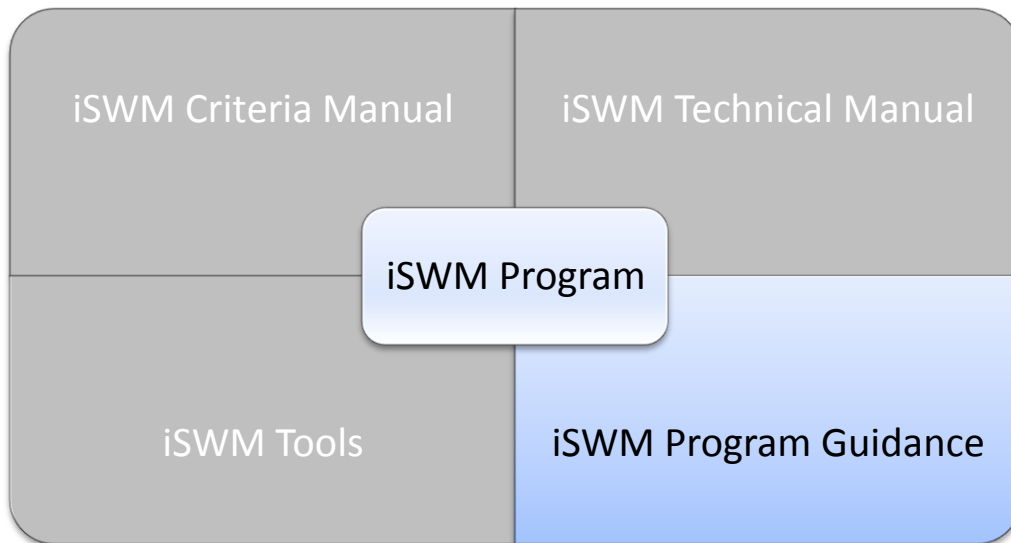 iSWM Criteria Manual
iSWM Technical Manual
iSWM Program
iSWM Tools
iSWM Program Guidance